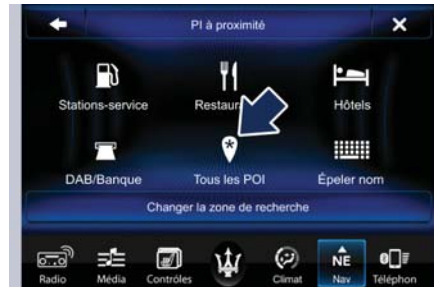 PI à proximité
Stations-service
Hôtels
DAB/Banque
Tous les POI
Épeler nom
Changer la zone de recherche
NE
Radio
Média
Contrôles
Climat
Nav
Téléphon